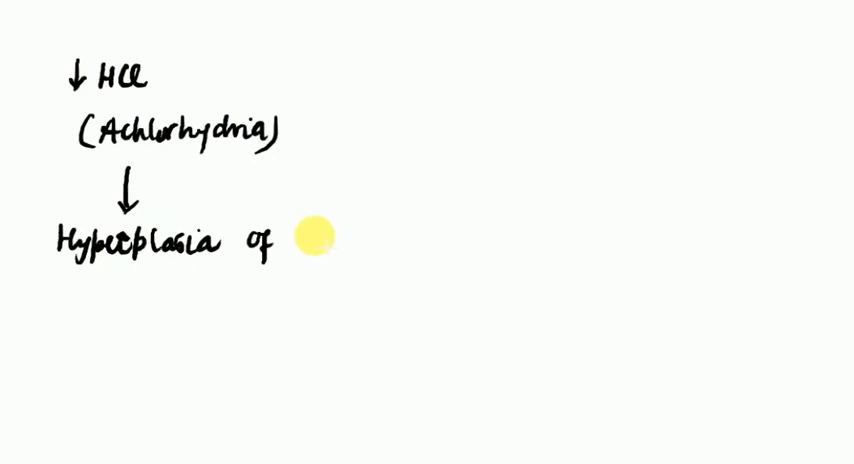 ↓ HCl
(Achlorhydria)
↓
Hyperplasia of